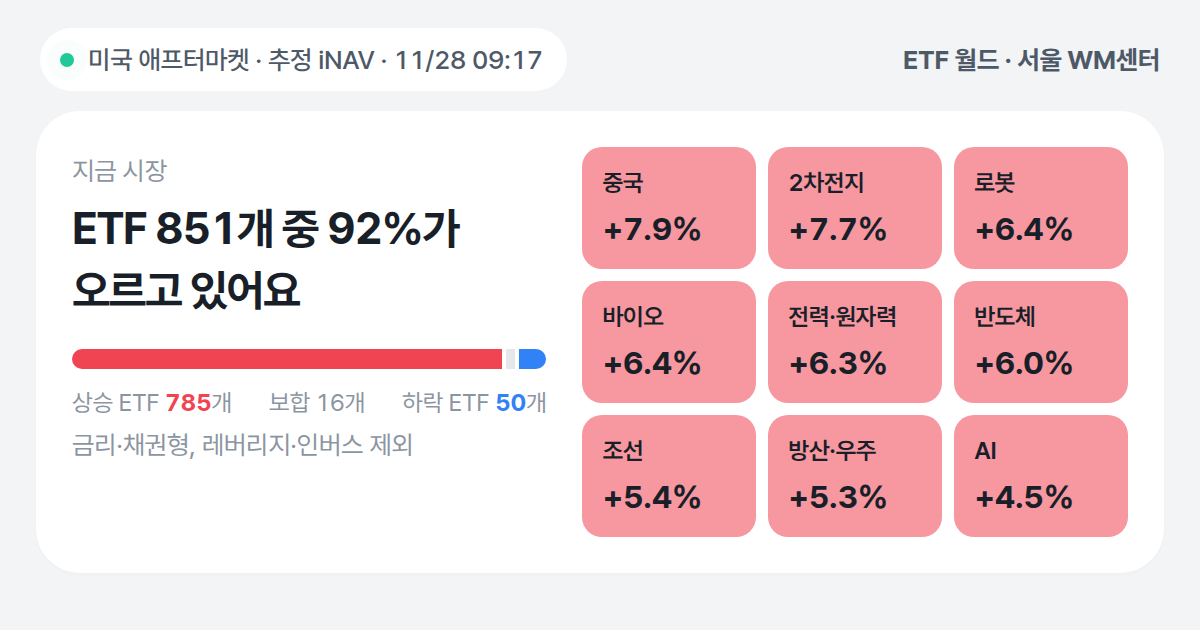 미국 애프터마켓 · 추정 iNAV · 11/28 09:17
ETF 월드 · 서울 WM센터
지금 시장
ETF 851개 중 92%가
오르고 있어요
상승 ETF 785개 보합 16개 하락 ETF 50개
금리·채권형, 레버리지·인버스 제외
중국
+7.9%
2차전지
+7.7%
로봇
+6.4%
바이오
+6.4%
전력·원자력
+6.3%
반도체
+6.0%
조선
+5.4%
방산·우주
+5.3%
AI
+4.5%